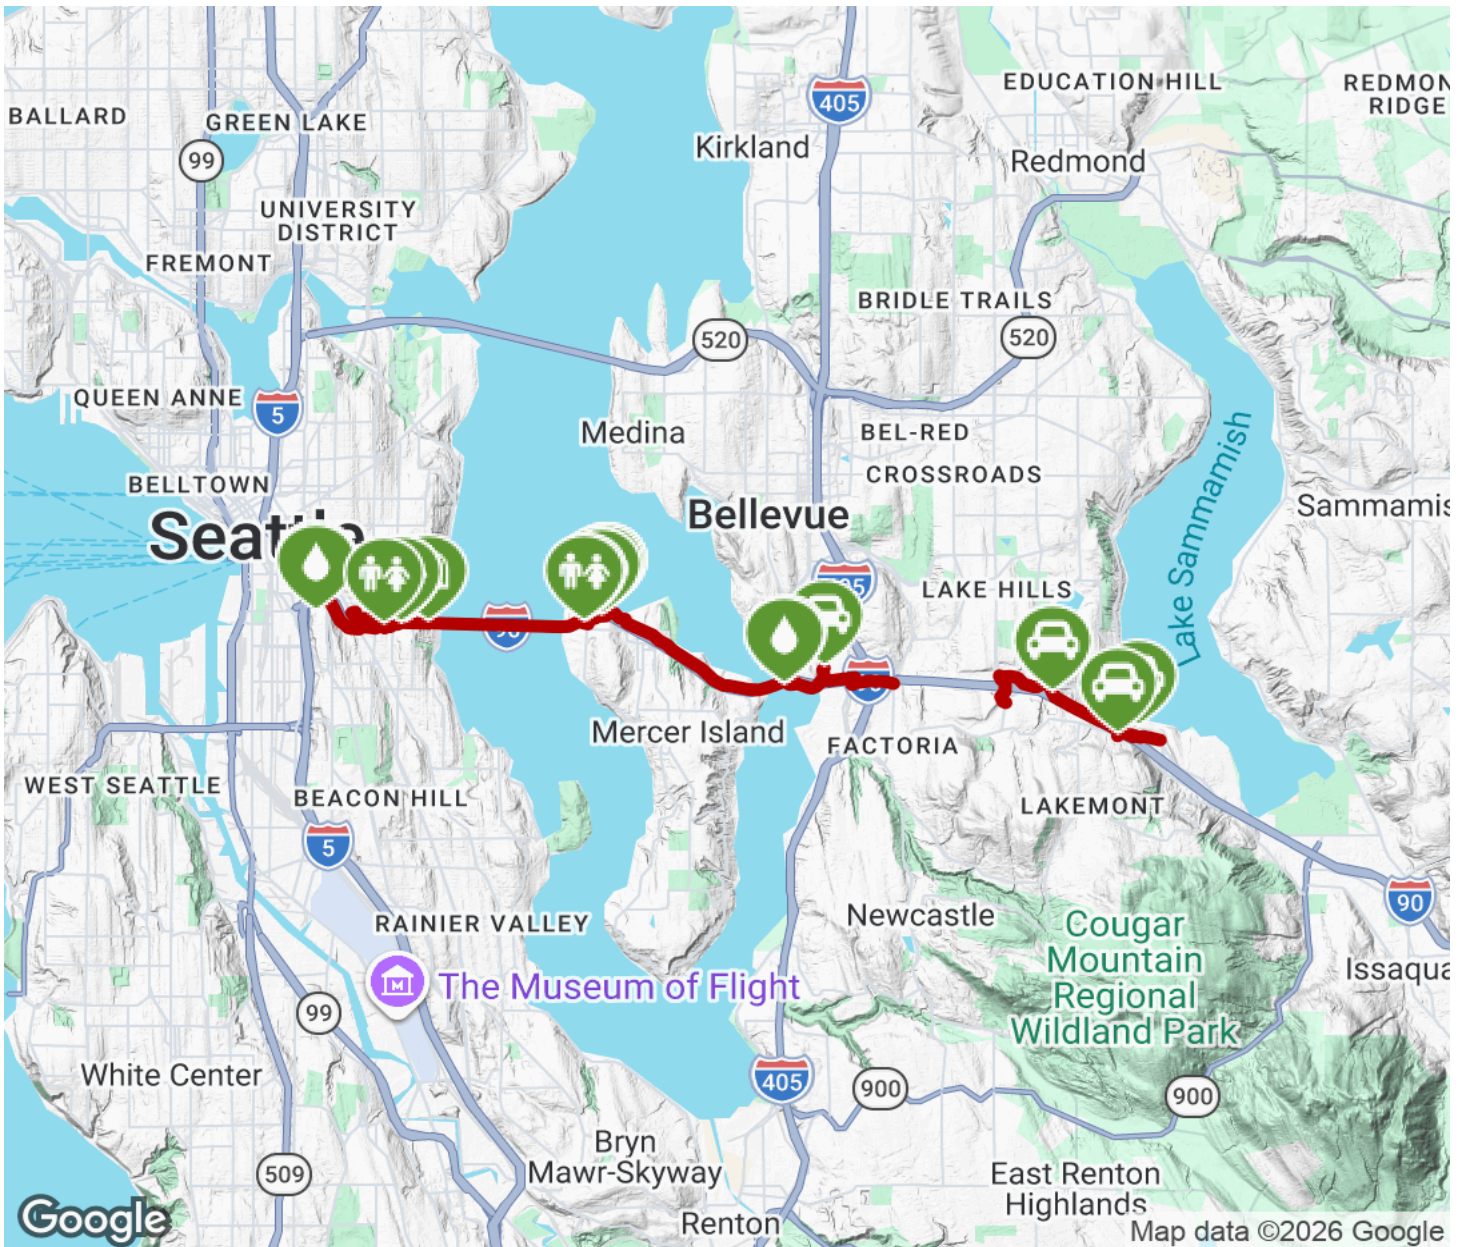 EDUCATION HILL
REDMON
RIDGE
405
BALLARD
GREEN LAKE
Kirkland
99
Redmond
UNIVERSITY
DISTRICT
FREMONT
BRIDLE TRAILS
520
520
QUEEN ANNE
5
Medina
BEL-RED
CROSSROADS
BELLTOWN
Lake Sammamish
Sammamis
Bellevue
Seattle
LAKE HILLS
Mercer Island
FACTORIA
WEST SEATTLE
BEACON HILL
LAKEMONT
5
90
RAINIER VALLEY
Newcastle
Cougar
Mountain
Regional
Wildland Park
Issaqua
The Museum of Flight
99
White Center
405
900
900
Bryn
Mawr-Skyway
509
East Renton
Highlands
Renton
Google
Map data ©2026 Google